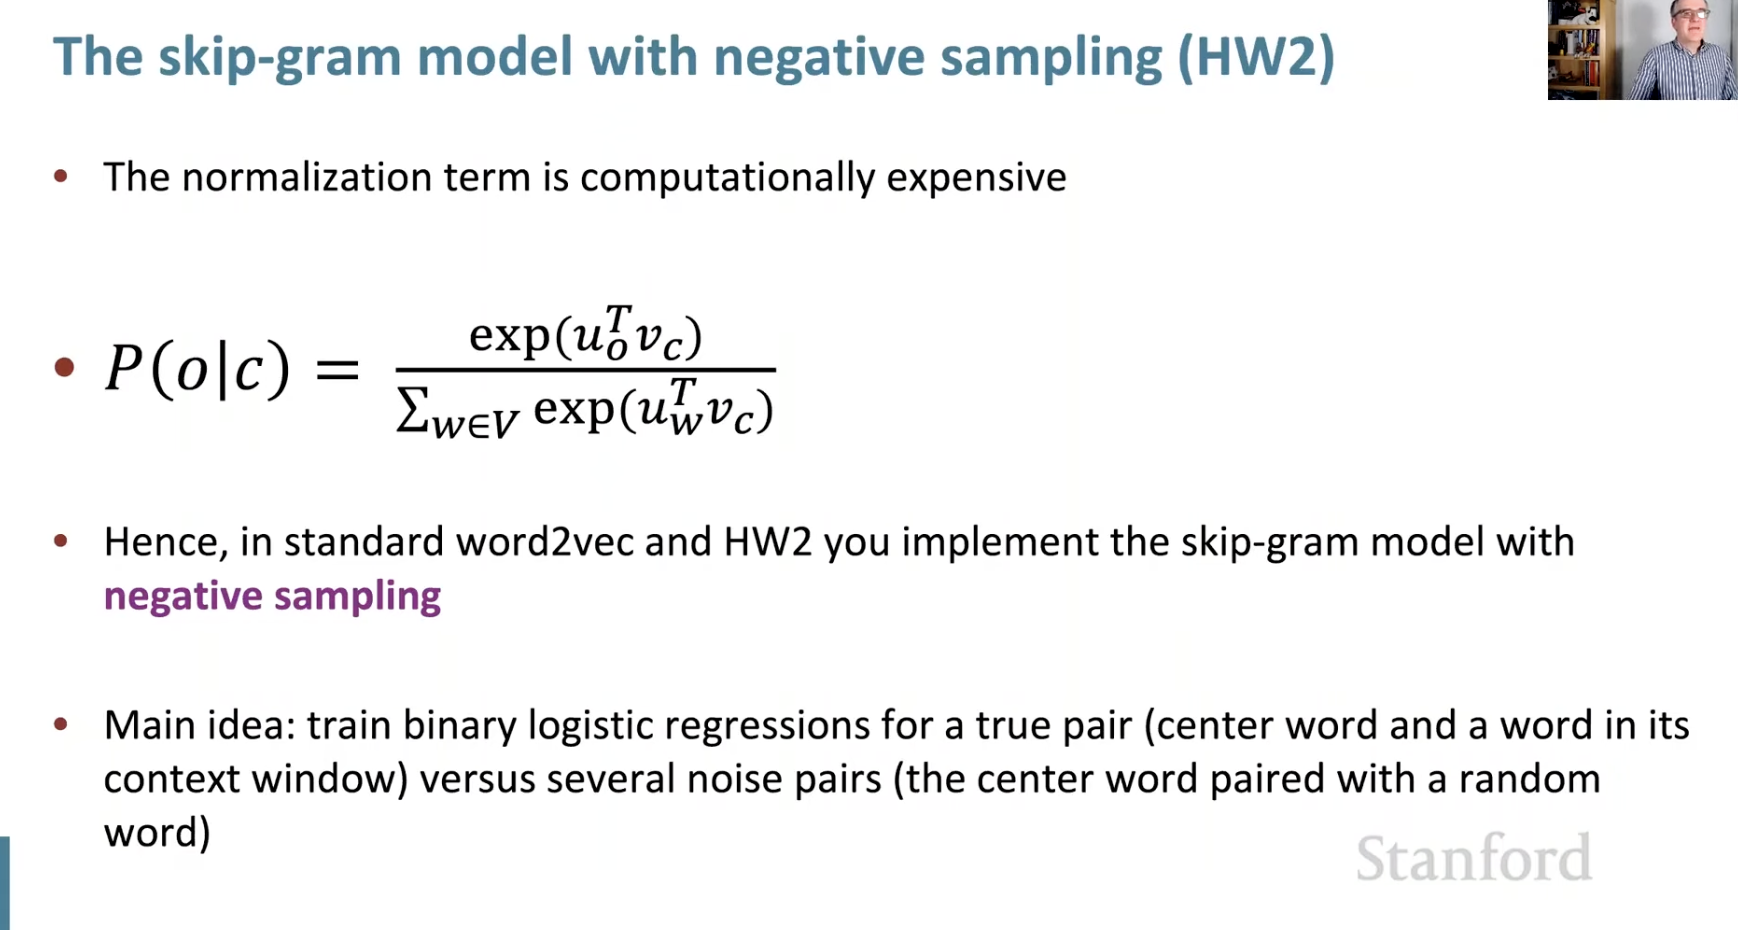 The skip-gram model with negative sampling (HW2)
• The normalization term is computationally expensive
• P(o|c) = exp(u_o^T v_c) / ∑_{w∈V} exp(u_w^T v_c)
• Hence, in standard word2vec and HW2 you implement the skip-gram model with
negative sampling
• Main idea: train binary logistic regressions for a true pair (center word and a word in its
context window) versus several noise pairs (the center word paired with a random
word)
Stanford